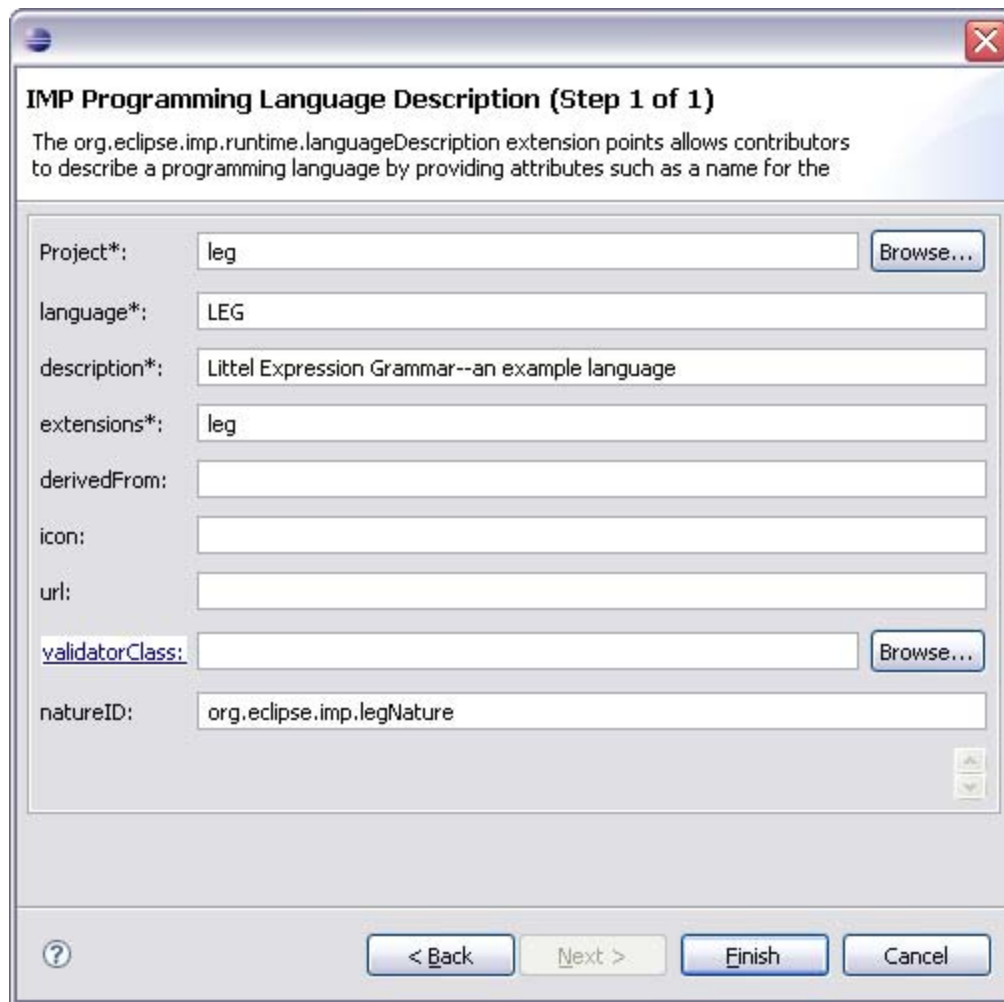 IMP Programming Language Description (Step 1 of 1)
The org.eclipse.imp.runtime.languageDescription extension points allows contributors
to describe a programming language by providing attributes such as a name for the
Project*: leg Browse...
language*: LEG
description*: Littel Expression Grammar--an example language
extensions*: leg
derivedFrom:
icon:
url:
validatorClass: Browse...
natureID: org.eclipse.imp.legNature
? < Back Next > Finish Cancel